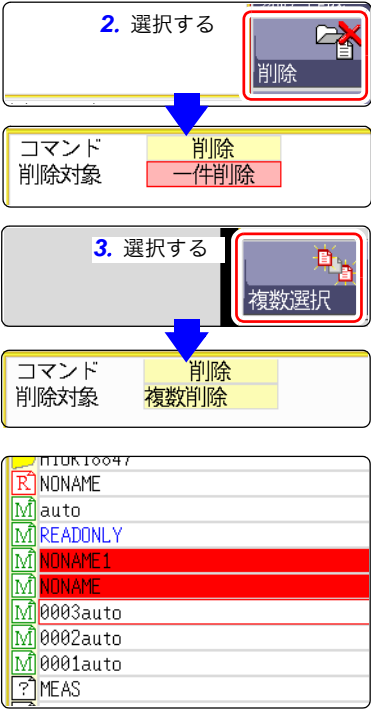 2. 選択する
削除
コマンド 削除
削除対象 一件削除
3. 選択する
複数選択
コマンド 削除
削除対象 複数削除
NONAME
auto
READONLY
NONAME1
NONAME
0003auto
0002auto
0001auto
MEAS